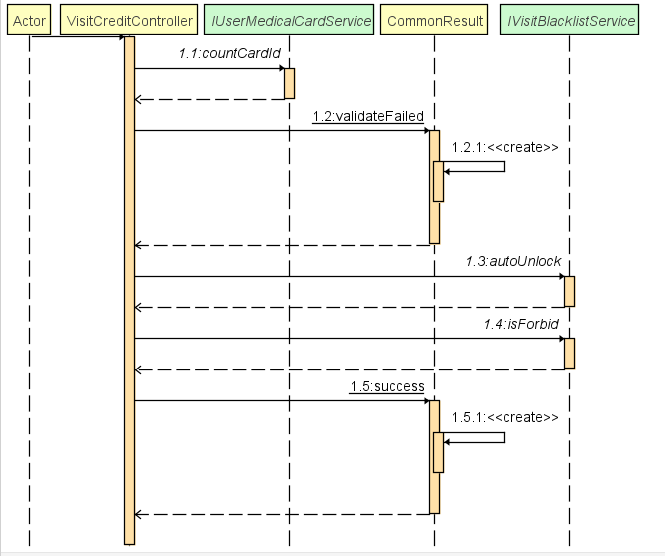 Actor
VisitCreditController
IUserMedicalCardService
CommonResult
IVisitBlacklistService
1.1:countCardId
1.2:validateFailed
1.2.1:<<create>>
1.3:autoUnlock
1.4:isForbid
1.5:success
1.5.1:<<create>>